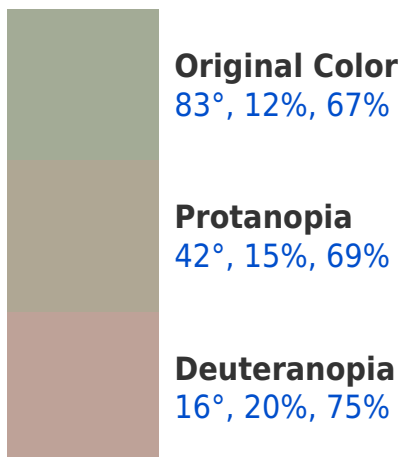 Original Color
83°, 12%, 67%
Protanopia
42°, 15%, 69%
Deuteranopia
16°, 20%, 75%